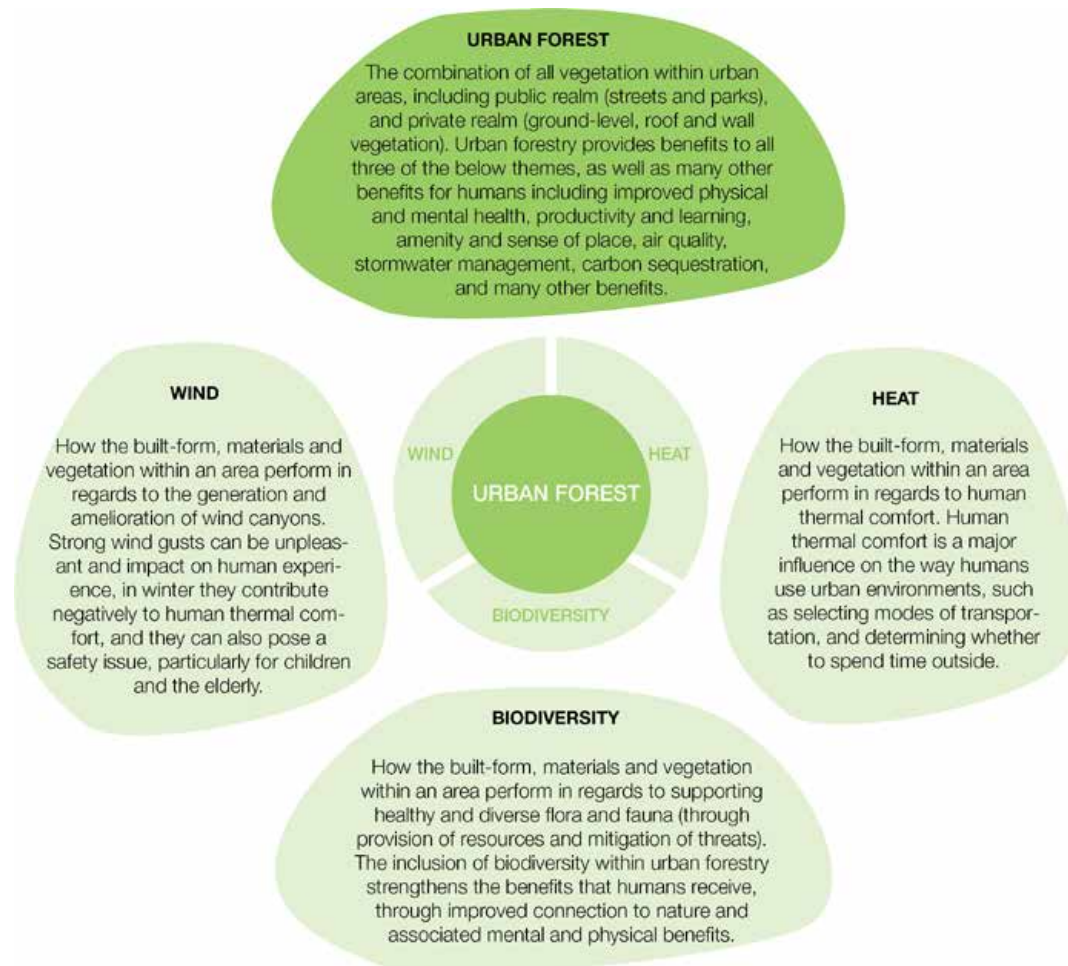 URBAN FOREST
The combination of all vegetation within urban
areas, including public realm (streets and parks),
and private realm (ground-level, roof and wall
vegetation). Urban forestry provides benefits to all
three of the below themes, as well as many other
benefits for humans including improved physical
and mental health, productivity and learning,
amenity and sense of place, air quality,
stormwater management, carbon sequestration,
and many other benefits.
WIND
How the built-form, materials and
vegetation within an area perform in
regards to the generation and
amelioration of wind canyons.
Strong wind gusts can be unpleas-
ant and impact on human experi-
ence, in winter they contribute
negatively to human thermal com-
fort, and they can also pose a
safety issue, particularly for children
and the elderly.
WIND
HEAT
URBAN FOREST
BIODIVERSITY
HEAT
How the built-form, materials
and vegetation within an area
perform in regards to human
thermal comfort. Human
thermal comfort is a major
influence on the way humans
use urban environments, such
as selecting modes of transpor-
tation, and determining whether
to spend time outside.
BIODIVERSITY
How the built-form, materials and vegetation
within an area perform in regards to supporting
healthy and diverse flora and fauna (through
provision of resources and mitigation of threats).
The inclusion of biodiversity within urban forestry
strengthens the benefits that humans receive,
through improved connection to nature and
associated mental and physical benefits.